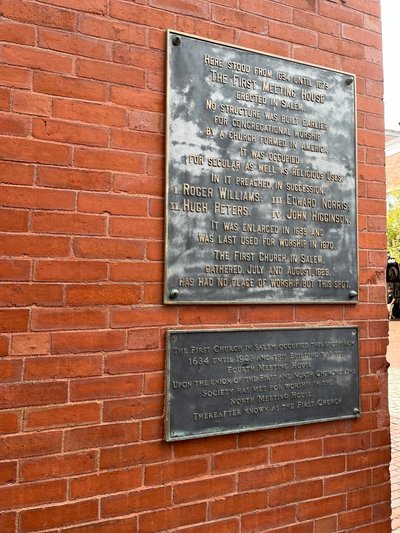 Here stood from 1634 until 1673
The First Meeting House
erected in Salem
No structure was built earlier
for congregational worship
by a church formed in America.
It was occupied
for secular as well as religious uses.
In it preached in succession,
I. Roger Williams: III. Edward Norris,
II. Hugh Peters: IV. John Higginson.
It was enlarged in 1639 and
was last used for worship in 1670.
The First Church in Salem,
gathered, July and August, 1629,
has had no place of worship but this spot.
The First Church in Salem occupied this spot from
1634 until 1923 and this building was its
Fourth Meeting House
Upon the union of the First and North Churches the
Society has met for worship in the
North Meeting House
Thereafter known as the First Church